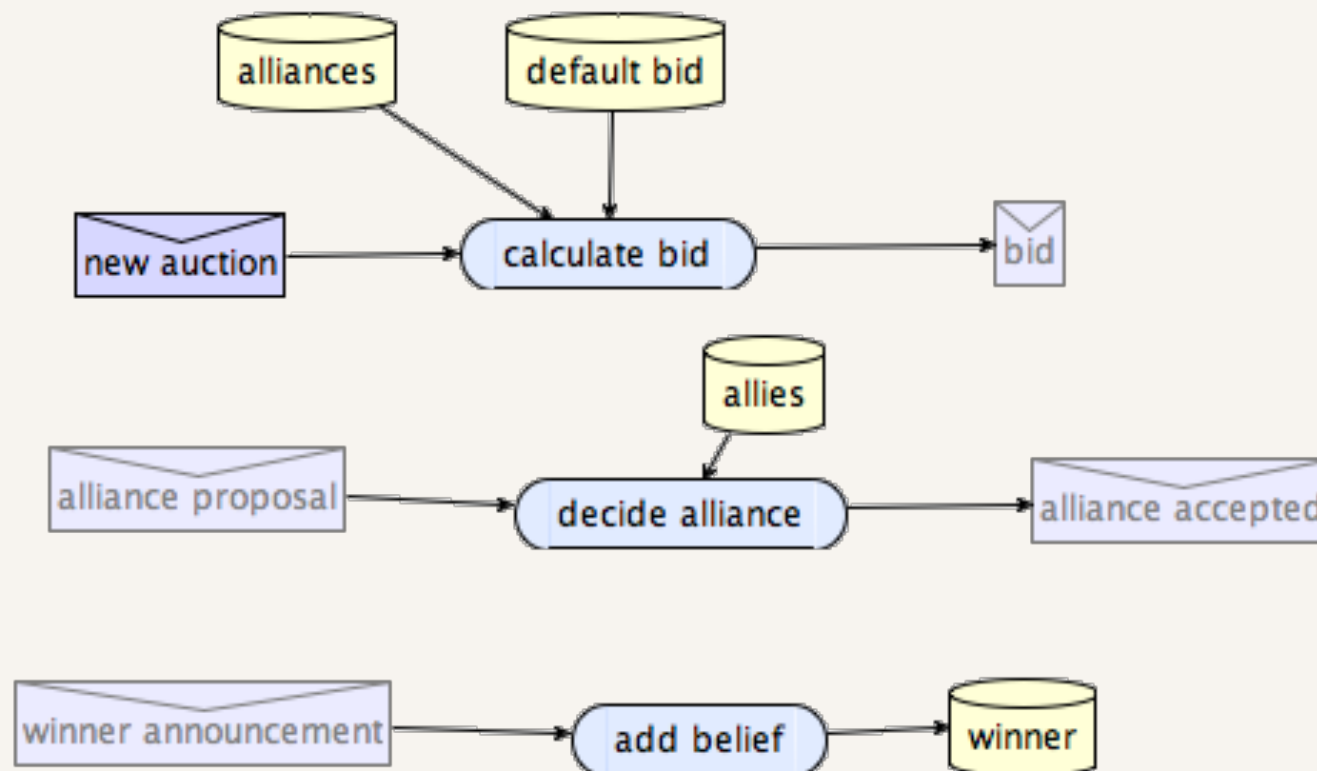 alliances
default bid
new auction
calculate bid
bid
allies
alliance proposal
decide alliance
alliance accepted
winner announcement
add belief
winner